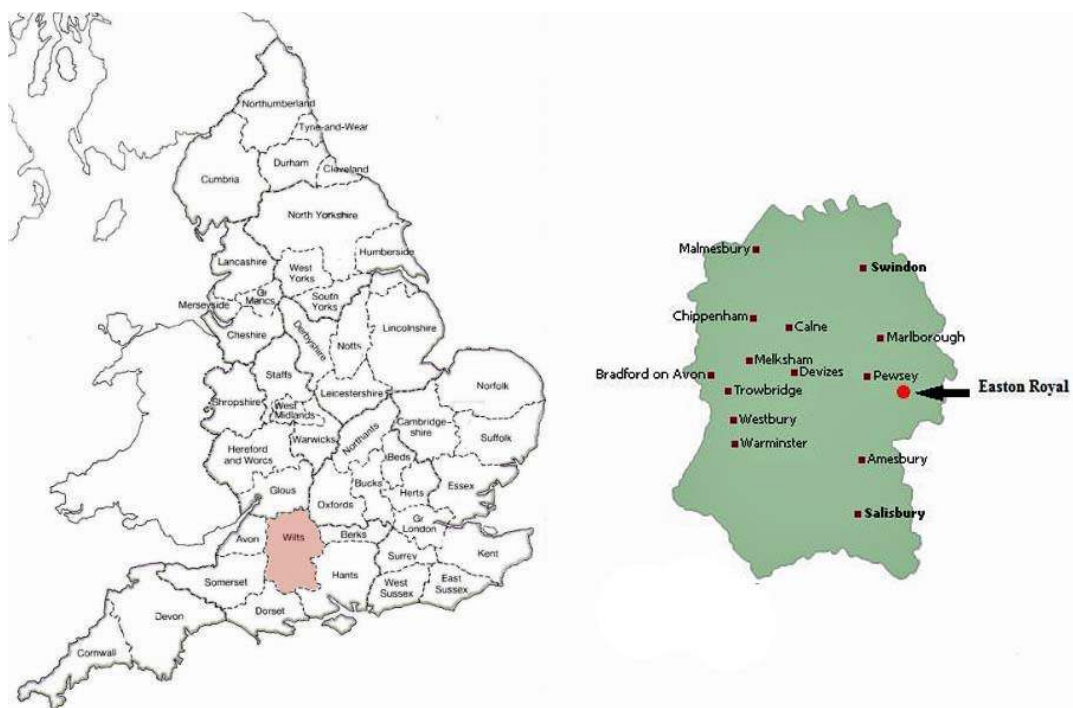 Northumberland
Tyne-and-Wear
Durham
Cleveland
Cumbria
North Yorkshire
Humberside
Lancashire
West
Yorks
Merseyside
Gr
Mancs
South
Yorks
Cheshire
Derbyshire
Notts
Lincolnshire
Staffs
Shropshire
Leicestershire
Norfolk
West
Midlands
Warwicks
Northants
Cambridge-
shire
Suffolk
Hereford
and Worcs
Beds
Bucks
Herts
Essex
Glous
Oxfords
Gr
London
Avon
Wilts
Berks
Surrey
Kent
Somerset
Hants
West
Sussex
East
Sussex
Devon
Dorset
Cornwall
Malmesbury
Swindon
Chippenham
Calne
Marlborough
Melksham
Bradford on Avon
Devizes
Pewsey
Trowbridge
Easton Royal
Westbury
Warminster
Amesbury
Salisbury